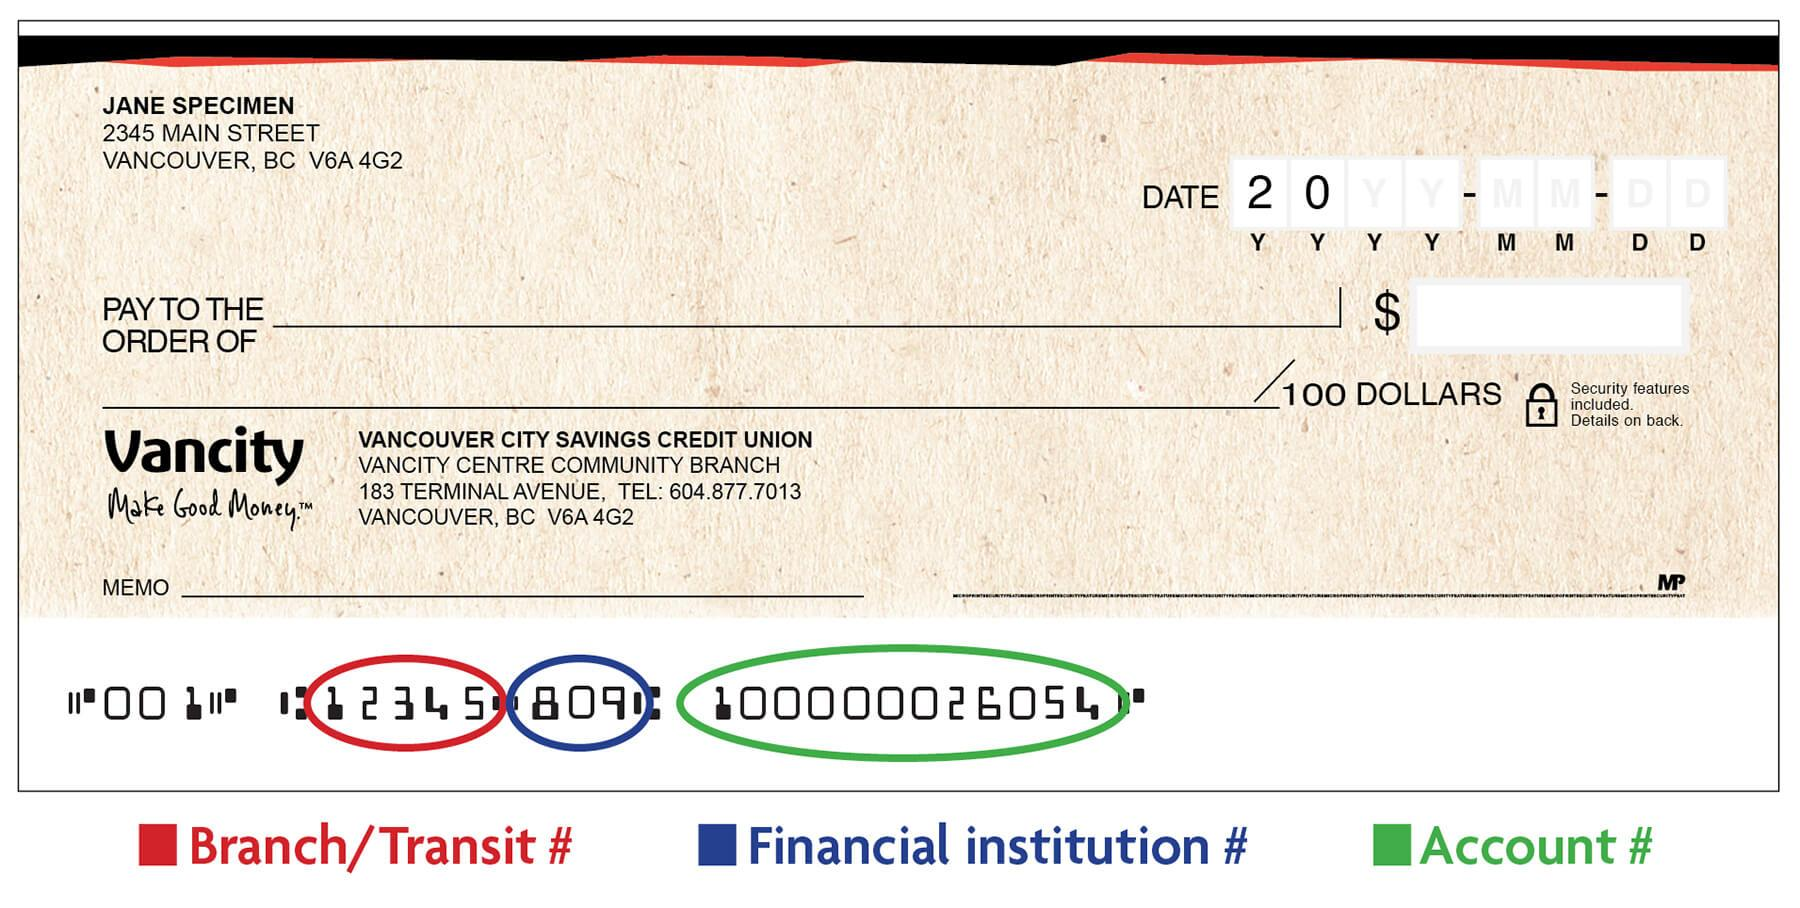 JANE SPECIMEN
2345 MAIN STREET
VANCOUVER, BC V6A 4G2
DATE 2 0 Y Y - M M - D D
Y Y Y Y M M D D
PAY TO THE
ORDER OF
$
/100 DOLLARS
Security features
included.
Details on back.
Vancity
Make Good Money.™
VANCOUVER CITY SAVINGS CREDIT UNION
VANCITY CENTRE COMMUNITY BRANCH
183 TERMINAL AVENUE, TEL: 604.877.7013
VANCOUVER, BC V6A 4G2
MEMO
MP
⑈001⑈ ⑆12345⑉809⑆ 100000026054⑈
Branch/Transit #
Financial institution #
Account #